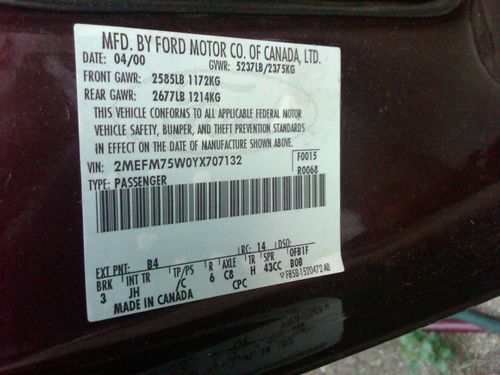 MFD. BY FORD MOTOR CO. OF CANADA, LTD.
DATE: 04/00 GVWR: 5237LB/2375KG
FRONT GAWR: 2585LB 1172KG
REAR GAWR: 2677LB 1214KG
THIS VEHICLE CONFORMS TO ALL APPLICABLE FEDERAL MOTOR
VEHICLE SAFETY, BUMPER, AND THEFT PREVENTION STANDARDS
IN EFFECT ON THE DATE OF MANUFACTURE SHOWN ABOVE.
VIN: 2MEFM75W0YX707132 F0015
TYPE: PASSENGER R0068
EXT PNT: B4 RC: 14 DSO:
BRK INT TR TP/PS R AXLE TR SPR 0FB1F
3 JH /C 6 C8 H 43CC B0B
MADE IN CANADA CPC F85B-1520472-AB